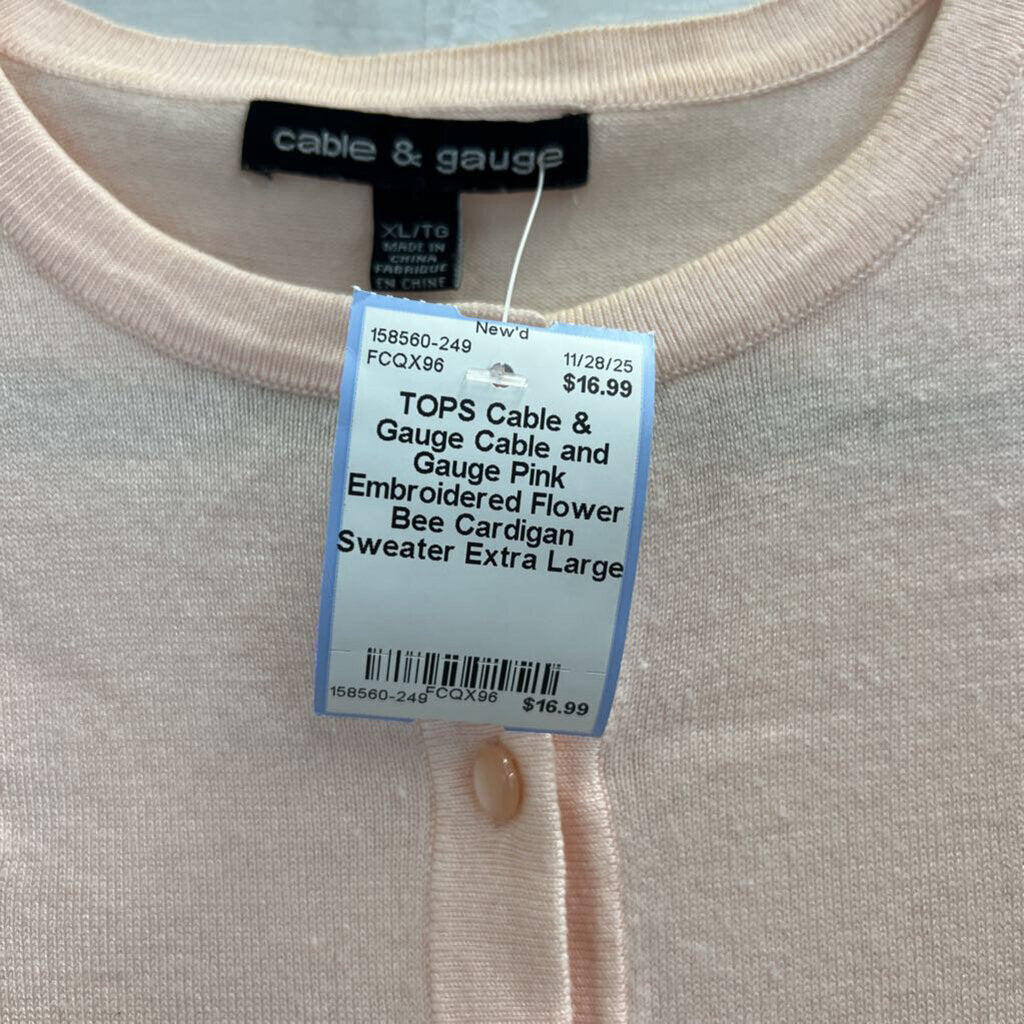 cable & gauge
XL/TG
MADE IN
CHINA
FABRIQUE
EN CHINE
New'd
158560-249
FCQX96
11/28/25
$16.99
TOPS Cable &
Gauge Cable and
Gauge Pink
Embroidered Flower
Bee Cardigan
Sweater Extra Large
158560-249 FCQX96 $16.99